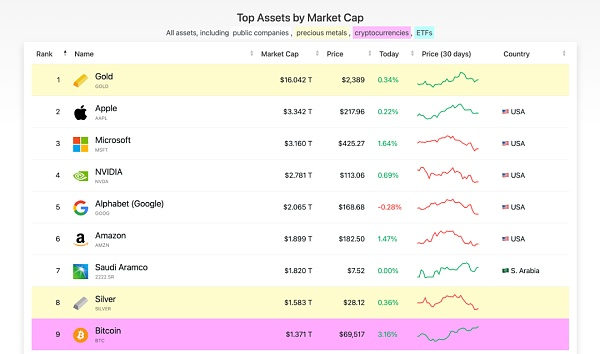 Top Assets by Market Cap
All assets, including public companies , precious metals , cryptocurrencies , ETFs
Rank Name Market Cap Price Today Price (30 days) Country
1 Gold $16.042 T $2,389 0.34%
GOLD
2 Apple $3.342 T $217.96 0.22% USA
AAPL
3 Microsoft $3.160 T $425.27 1.64% USA
MSFT
4 NVIDIA $2.781 T $113.06 0.69% USA
NVDA
5 Alphabet (Google) $2.065 T $168.68 -0.28% USA
GOOG
6 Amazon $1.899 T $182.50 1.47% USA
AMZN
7 Saudi Aramco $1.820 T $7.52 0.00% S. Arabia
2222.SR
8 Silver $1.583 T $28.12 0.36%
SILVER
9 Bitcoin $1.371 T $69,517 3.16%
BTC